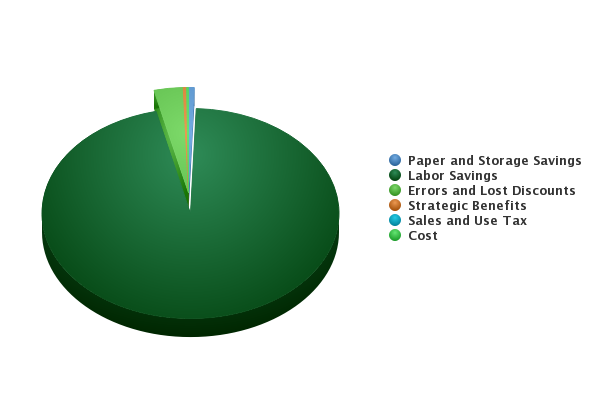 Paper and Storage Savings
Labor Savings
Errors and Lost Discounts
Strategic Benefits
Sales and Use Tax
Cost